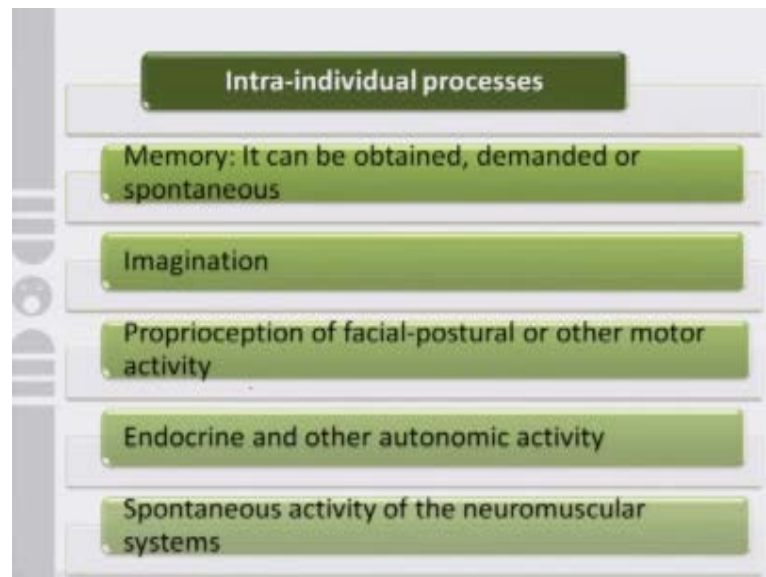 Intra-individual processes
Memory: It can be obtained, demanded or
spontaneous
Imagination
Proprioception of facial-postural or other motor
activity
Endocrine and other autonomic activity
Spontaneous activity of the neuromuscular
systems